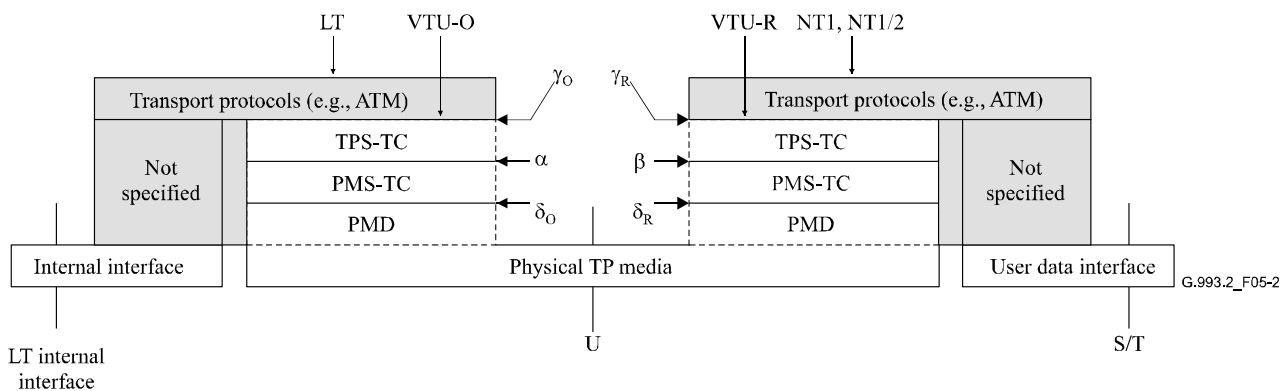 LT
VTU-O
VTU-R
NT1, NT1/2
γO
γR
Transport protocols (e.g., ATM)
Transport protocols (e.g., ATM)
TPS-TC
α
β
TPS-TC
Not
specified
PMS-TC
PMS-TC
Not
specified
δO
δR
PMD
PMD
Internal interface
Physical TP media
User data interface
G.993.2_F05-2
U
S/T
LT internal
interface